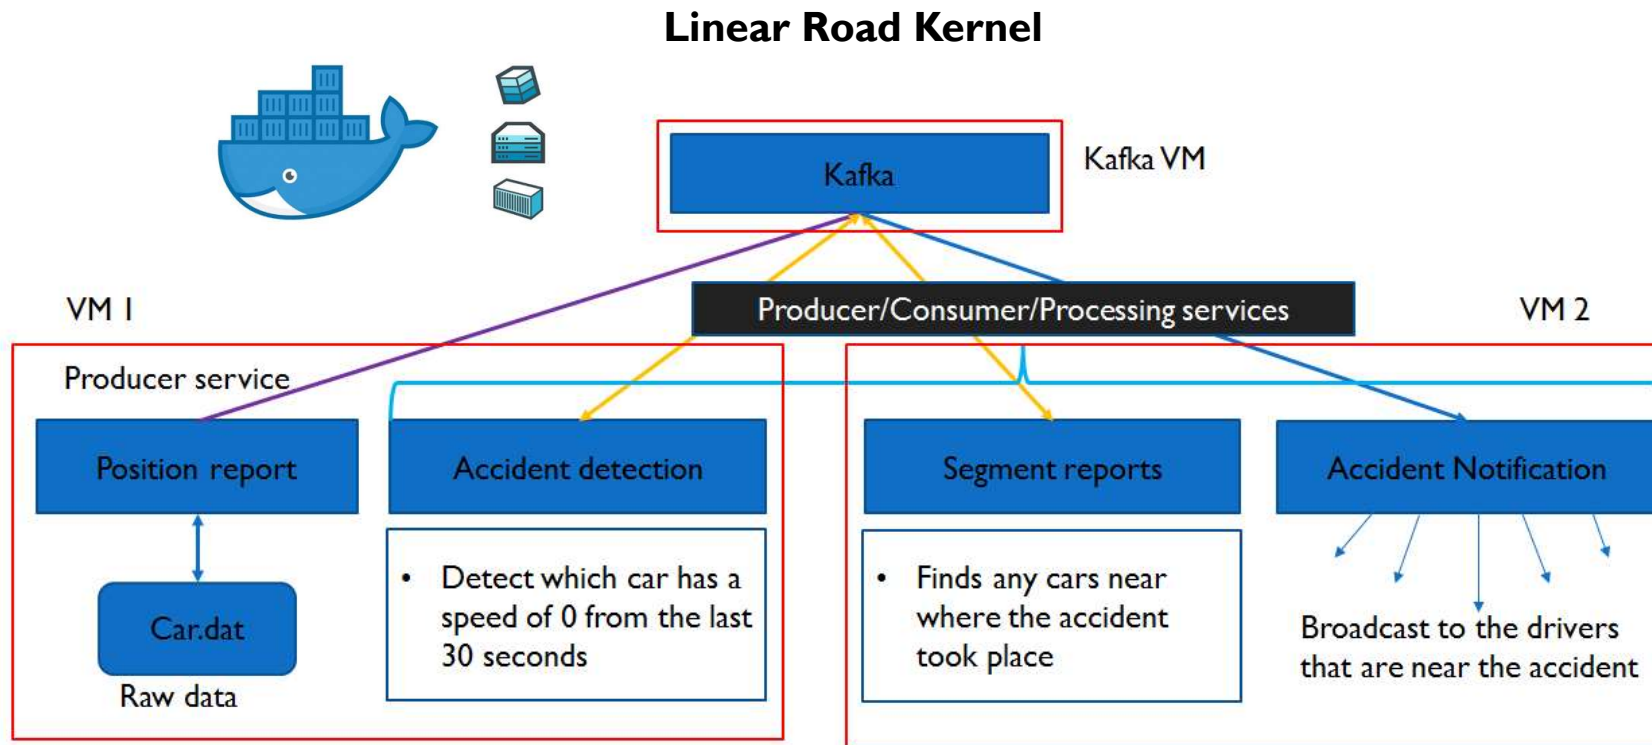 Linear Road Kernel
Kafka
Kafka VM
VM 1
Producer/Consumer/Processing services
VM 2
Producer service
Position report
Accident detection
Segment reports
Accident Notification
• Detect which car has a
speed of 0 from the last
30 seconds
• Finds any cars near
where the accident
took place
Car.dat
Raw data
Broadcast to the drivers
that are near the accident